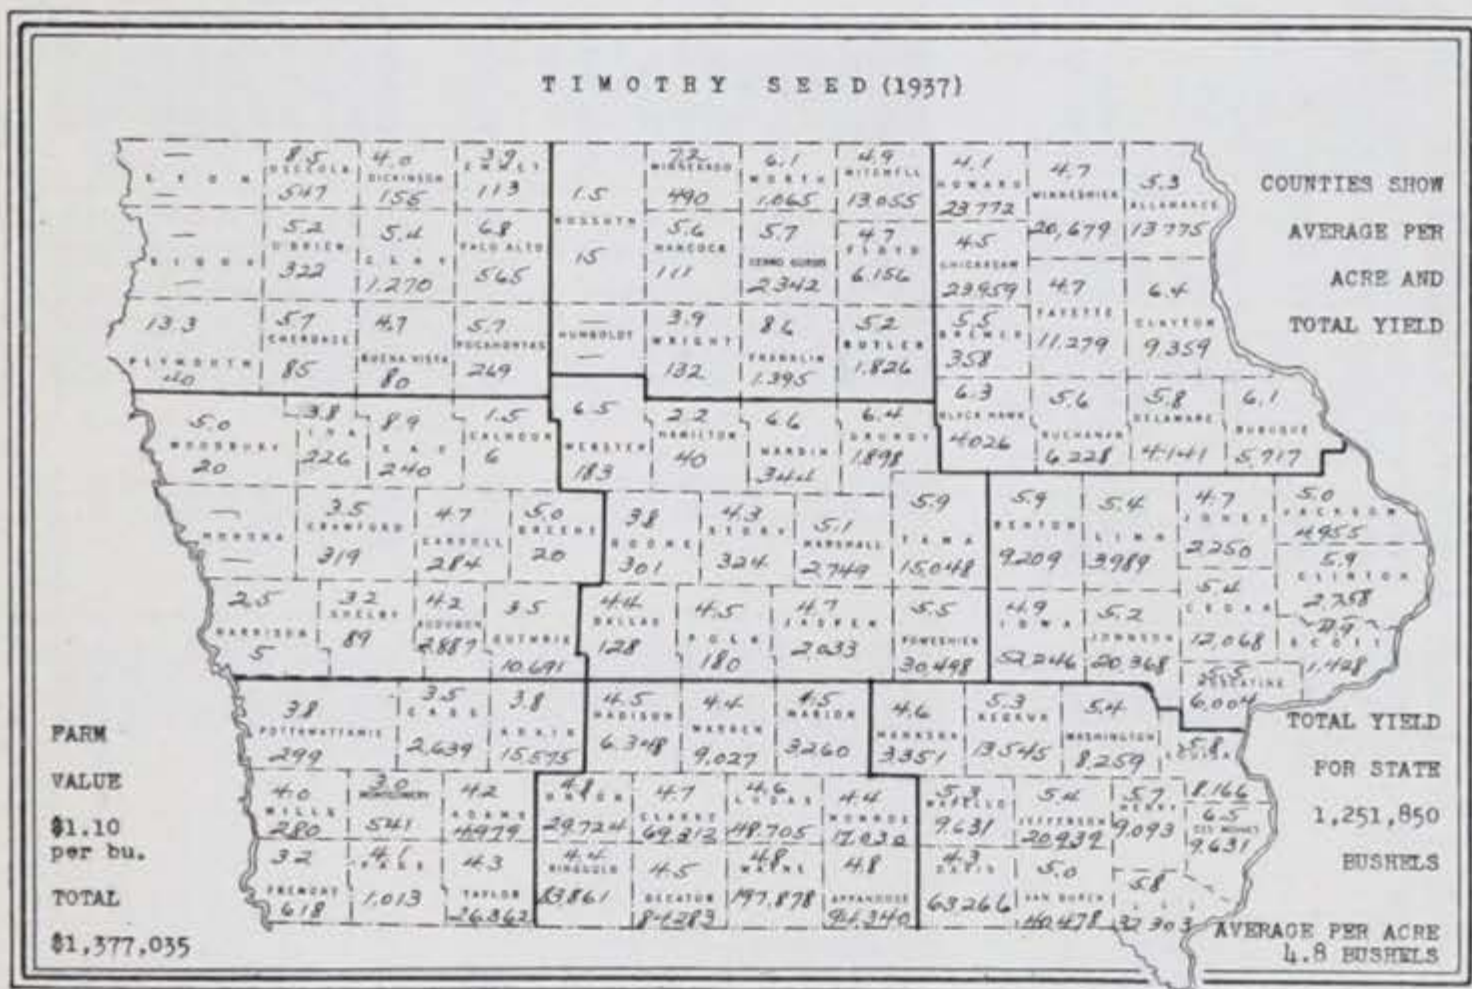 TIMOTRY SEED (1937)
COUNTIES SHOW
AVERAGE PER
ACRE AND
TOTAL YIELD
— LYON —
8.5 OSCEOLA 547
4.0 DICKINSON 155
3.9 EMMET 113
1.5 KOSSUTH 15
7.2 WINNEBAGO 490
6.1 WORTH 1.065
4.9 MITCHELL 13.055
4.1 HOWARD 23.772
4.7 WINNESHIEK 20,679
5.3 ALLAMAKEE 13.775
— SIOUX —
5.2 O'BRIEN 322
5.4 CLAY 1.270
6.8 PALO ALTO 565
5.6 HANCOCK 111
5.7 CERRO GORDO 2342
4.7 FLOYD 6.156
4.5 CHICKASAW 23.959
4.7 FAYETTE 11.279
6.4 CLAYTON 9.359
13.3 PLYMOUTH 40
5.7 CHEROKEE 85
4.7 BUENA VISTA 80
5.7 POCAHONTAS 269
— HUMBOLDT —
3.9 WRIGHT 132
8.6 FRANKLIN 1.395
5.2 BUTLER 1.826
5.5 BREMER 358
5.0 WOODBURY 20
3.8 IDA 226
8.9 SAC 240
1.5 CALHOUN 6
6.5 WEBSTER 183
2.2 HAMILTON 40
6.6 HARDIN 344
6.4 GRUNDY 1.898
6.3 BLACK HAWK 4026
5.6 BUCHANAN 6.228
5.8 DELAWARE 4.141
6.1 DUBUQUE 5,717
— MONONA —
3.5 CRAWFORD 319
4.7 CARROLL 284
5.0 GREENE 20
3.8 BOONE 301
4.3 STORY 324
5.1 MARSHALL 2.749
5.9 TAMA 15.048
5.9 BENTON 9.209
5.4 LINN 3.989
4.7 JONES 2.250
5.0 JACKSON 4.955
5.9 CLINTON 2.758
2.5 HARRISON 5
3.2 SHELBY 89
4.2 AUDUBON 2.887
3.5 GUTHRIE 10.691
4.4 DALLAS 128
4.5 POLK 180
4.7 JASPER 2.033
5.5 POWESHIEK 30.498
4.9 IOWA 52.246
5.2 JOHNSON 20.368
5.4 CEDAR 12,068
SCOTT 1,428
5.5 MUSCATINE 6.004
3.8 POTTAWATTAMIE 299
3.5 CASS 2.639
3.8 ADAIR 15.575
4.5 MADISON 6.348
4.4 WARREN 9,027
4.5 MARION 3.260
4.6 MAHASKA 3.351
5.3 KEOKUK 13.545
5.4 WASHINGTON 8.259
5.8 LOUISA 8.166
4.0 MILLS 280
3.0 MONTGOMERY 541
4.2 ADAMS 4.979
4.8 UNION 29.724
4.7 CLARKE 69.313
4.6 LUCAS 48.705
4.4 MONROE 17.030
5.3 WAPELLO 9.631
5.4 JEFFERSON 20.939
5.7 HENRY 9.093
6.5 DES MOINES 9.631
3.2 FREMONT 618
4.1 PAGE 1.013
4.3 TAYLOR 26.362
4.4 RINGGOLD 83.861
4.5 DECATUR 84.283
4.8 WAYNE 197.878
4.8 APPANOOSE 94.340
4.3 DAVIS 63.266
5.0 VAN BUREN 40.478
5.8 LEE 32.303
FARM
VALUE
$1.10
per bu.
TOTAL
$1,377,035
TOTAL YIELD
FOR STATE
1,251,850
BUSHELS
AVERAGE PER ACRE
4.8 BUSHELS